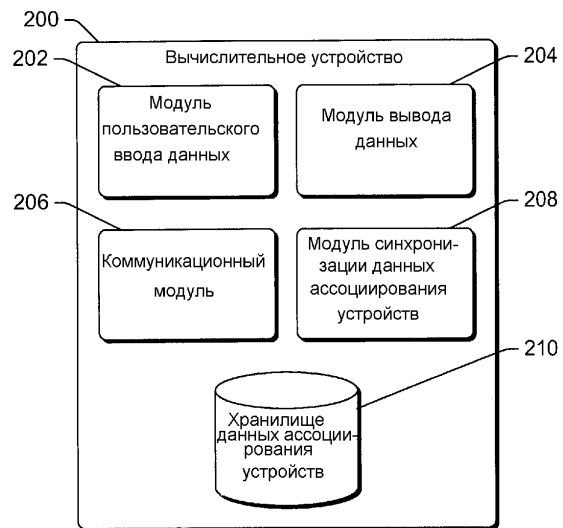 200
202
Вычислительное устройство
204
Модуль
пользовательского
ввода данных
Модуль вывода
данных
206
208
Коммуникационный
модуль
Модуль синхрони-
зации данных
ассоциирования
устройств
210
Хранилище
данных ассоции-
рования
устройств